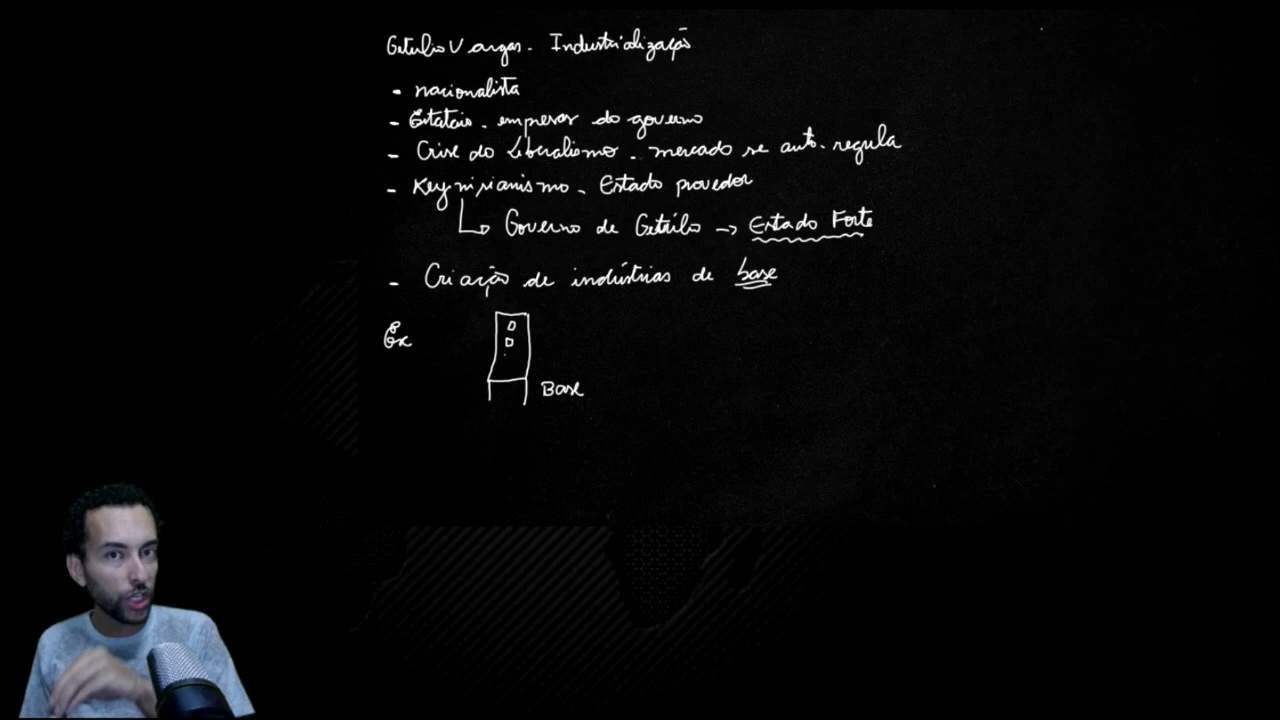 Getulio Vargas - Industrialização
- nacionalista
- Estatais - empresas do governo
- Crise do Liberalismo - mercado se auto-regula
- Keynisianismo - Estado provedor
↳ Governo de Getúlio → Estado Forte
- Criação de indústrias de base
Ex
Base